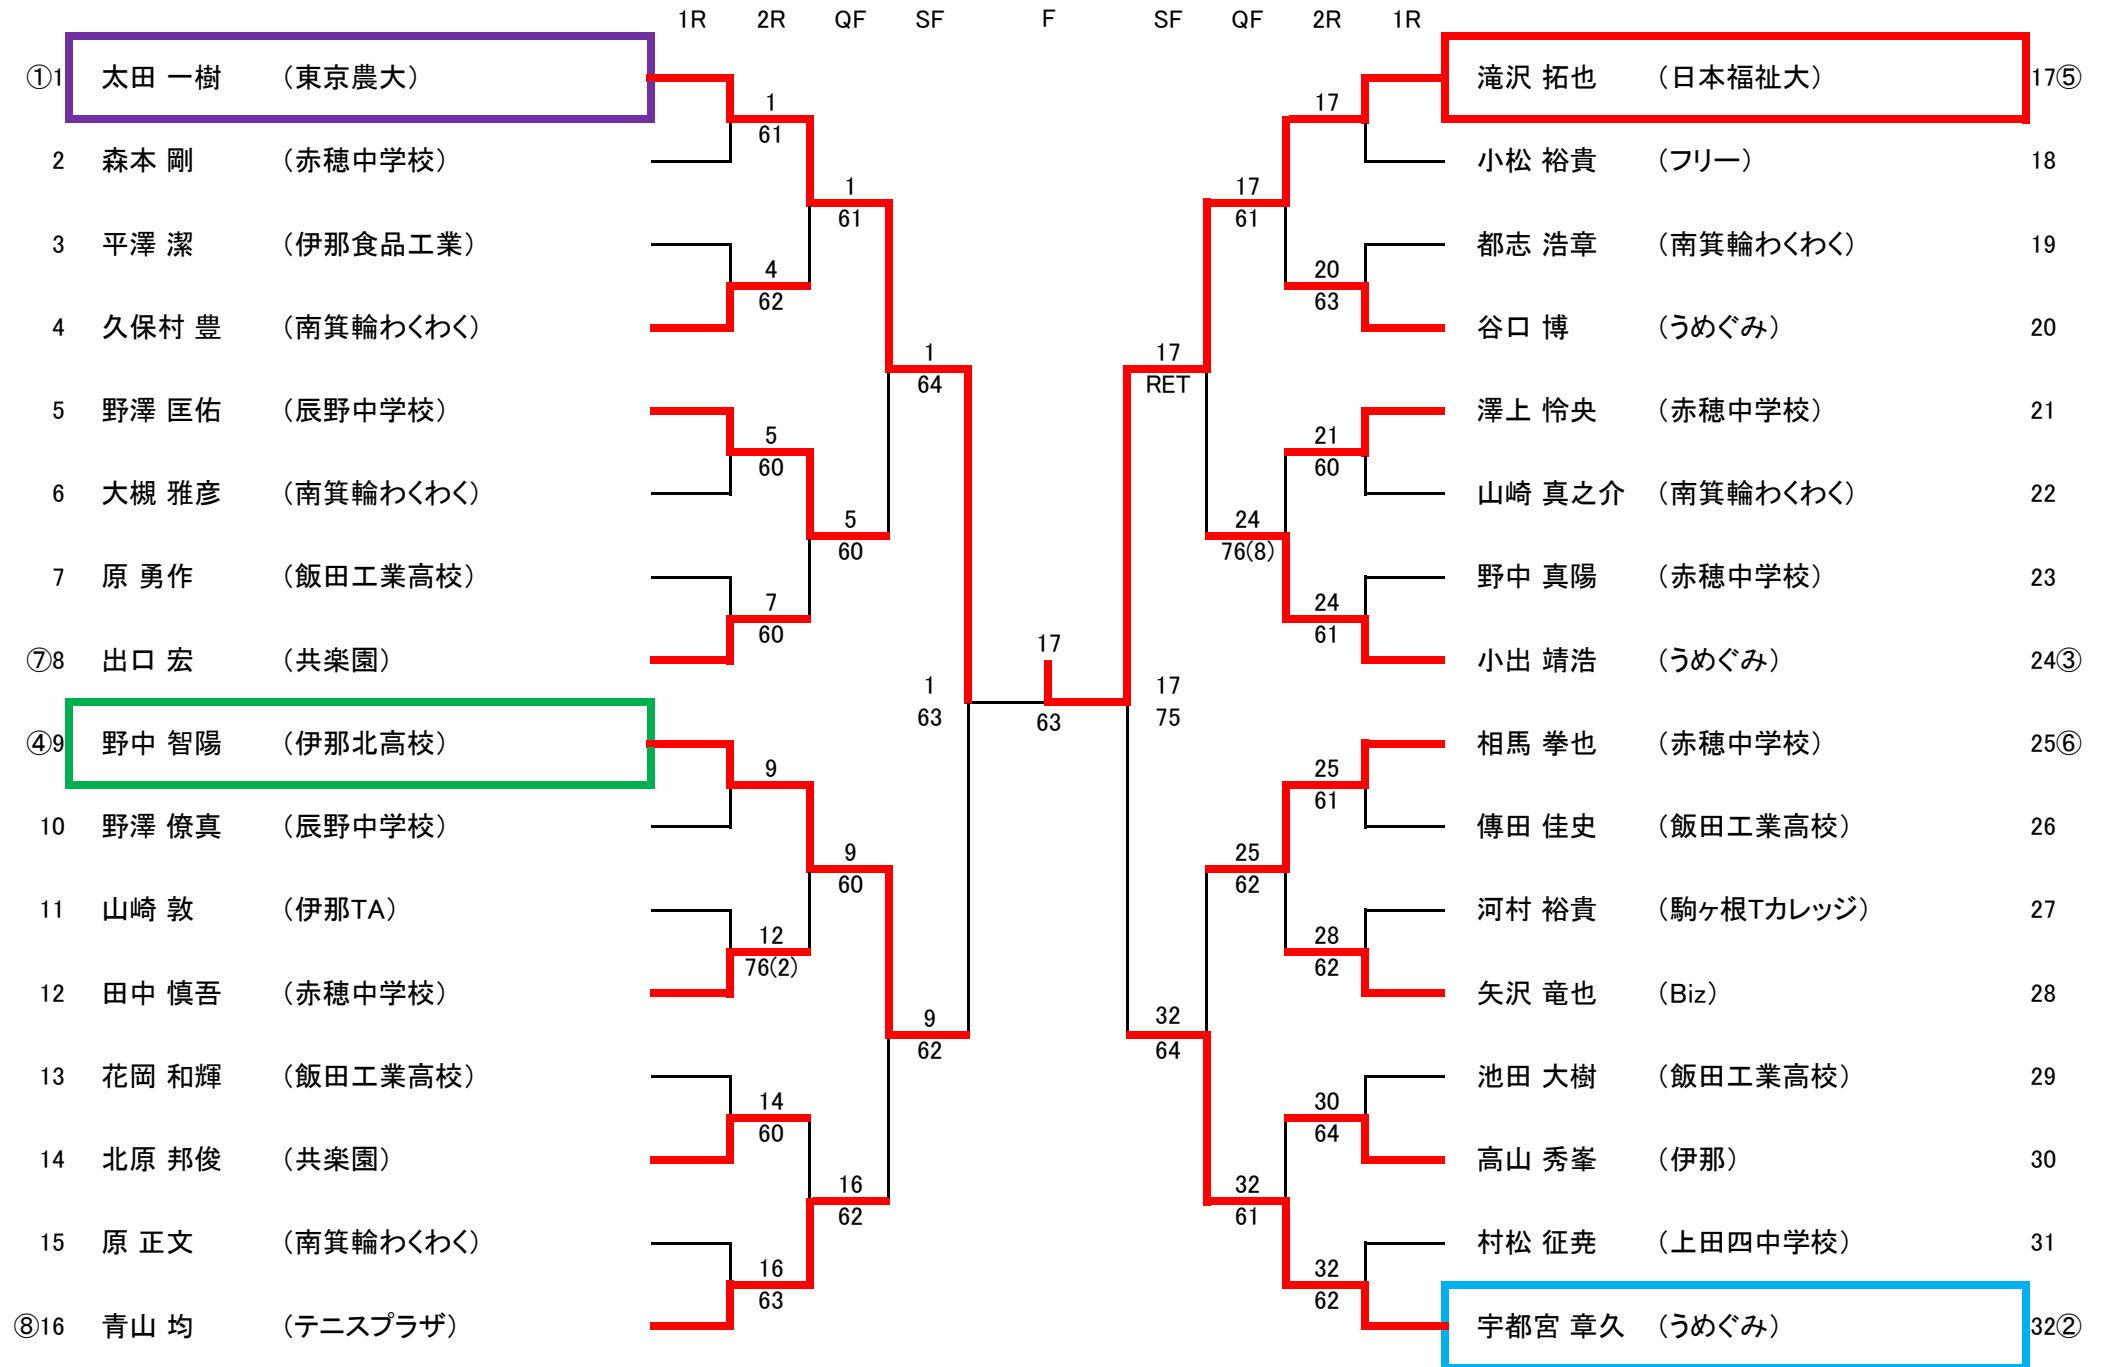 1R 2R QF SF F SF QF 2R 1R
①1 太田 一樹 （東京農大） 滝沢 拓也 （日本福祉大） 17⑤
1 17
61
2 森本 剛 （赤穂中学校） 小松 裕貴 （フリー） 18
1 17
61 61
3 平澤 潔 （伊那食品工業） 都志 浩章 （南箕輪わくわく） 19
4 20
62 63
4 久保村 豊 （南箕輪わくわく） 谷口 博 （うめぐみ） 20
1 17
64 RET
5 野澤 匡佑 （辰野中学校） 澤上 怜央 （赤穂中学校） 21
5 21
60 60
6 大槻 雅彦 （南箕輪わくわく） 山崎 真之介 （南箕輪わくわく） 22
5 24
60 76(8)
7 原 勇作 （飯田工業高校） 野中 真陽 （赤穂中学校） 23
7 24
60 61
17
⑦8 出口 宏 （共楽園） 小出 靖浩 （うめぐみ） 24③
1 17
63 63 75
④9 野中 智陽 （伊那北高校） 相馬 拳也 （赤穂中学校） 25⑥
9 25
61
10 野澤 僚真 （辰野中学校） 傳田 佳史 （飯田工業高校） 26
9 25
60 62
11 山崎 敦 （伊那TA） 河村 裕貴 （駒ヶ根Tカレッジ） 27
12 28
76(2) 62
12 田中 慎吾 （赤穂中学校） 矢沢 竜也 （Biz） 28
9 32
62 64
13 花岡 和輝 （飯田工業高校） 池田 大樹 （飯田工業高校） 29
14 30
60 64
14 北原 邦俊 （共楽園） 高山 秀峯 （伊那） 30
16 32
62 61
15 原 正文 （南箕輪わくわく） 村松 征尭 （上田四中学校） 31
16 32
63 62
⑧16 青山 均 （テニスプラザ） 宇都宮 章久 （うめぐみ） 32②